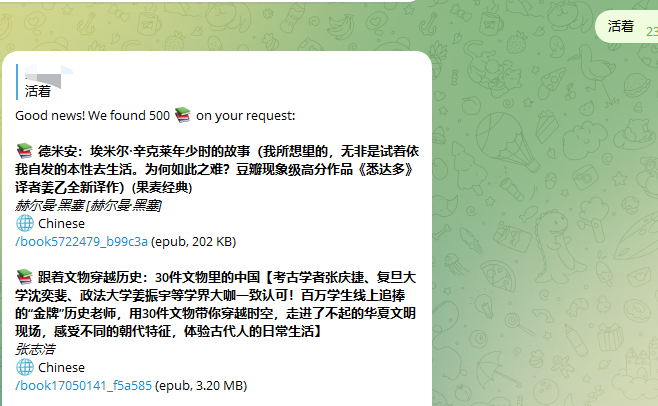 活着
23
活着
Good news! We found 500 📚 on your request:
📚 德米安：埃米尔·辛克莱年少时的故事（我所想里的，无非是试着依
我自发的本性去生活。为何如此之难？豆瓣现象级高分作品《悉达多》
译者姜乙全新译作）(果麦经典)
赫尔曼·黑塞 [赫尔曼·黑塞]
🌐 Chinese
/book5722479_b99c3a (epub, 202 KB)
📚 跟着文物穿越历史：30件文物里的中国【考古学者张庆捷、复旦大
学沈奕斐、政法大学姜振宇等学界大咖一致认可！百万学生线上追捧
的“金牌”历史老师，用30件文物带你穿越时空，走进了不起的华夏文明
现场，感受不同的朝代特征，体验古代人的日常生活】
张志浩
🌐 Chinese
/book17050141_f5a585 (epub, 3.20 MB)